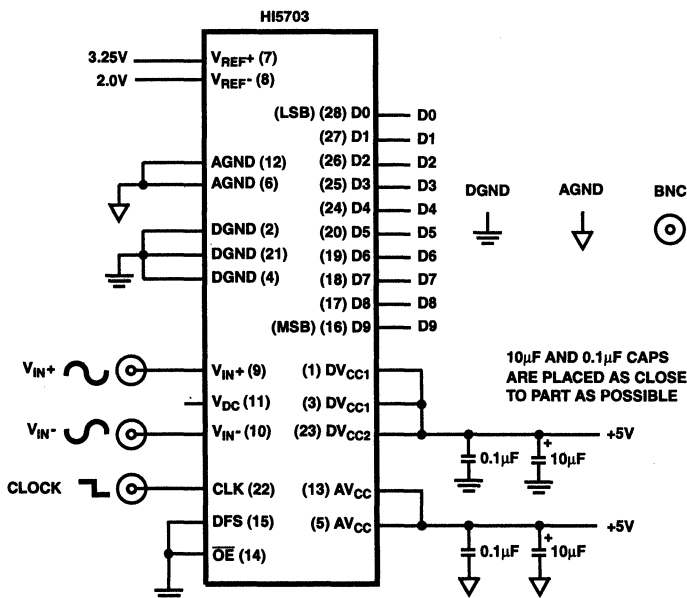 HI5703
3.25V
2.0V
VREF+ (7)
VREF- (8)
(LSB) (28) D0
D0
(27) D1
D1
AGND (12)
(26) D2
D2
AGND (6)
(25) D3
D3
(24) D4
D4
DGND (2)
(20) D5
D5
DGND (21)
(19) D6
D6
DGND (4)
(18) D7
D7
(17) D8
D8
(MSB) (16) D9
D9
DGND
AGND
BNC
10μF AND 0.1μF CAPS
ARE PLACED AS CLOSE
TO PART AS POSSIBLE
VIN+
VIN+ (9)
(1) DVCC1
VDC (11)
(3) DVCC1
VIN-
VIN- (10)
(23) DVCC2
+5V
0.1μF
+
10μF
CLOCK
CLK (22)
(13) AVCC
DFS (15)
(5) AVCC
+5V
OE (14)
0.1μF
+
10μF